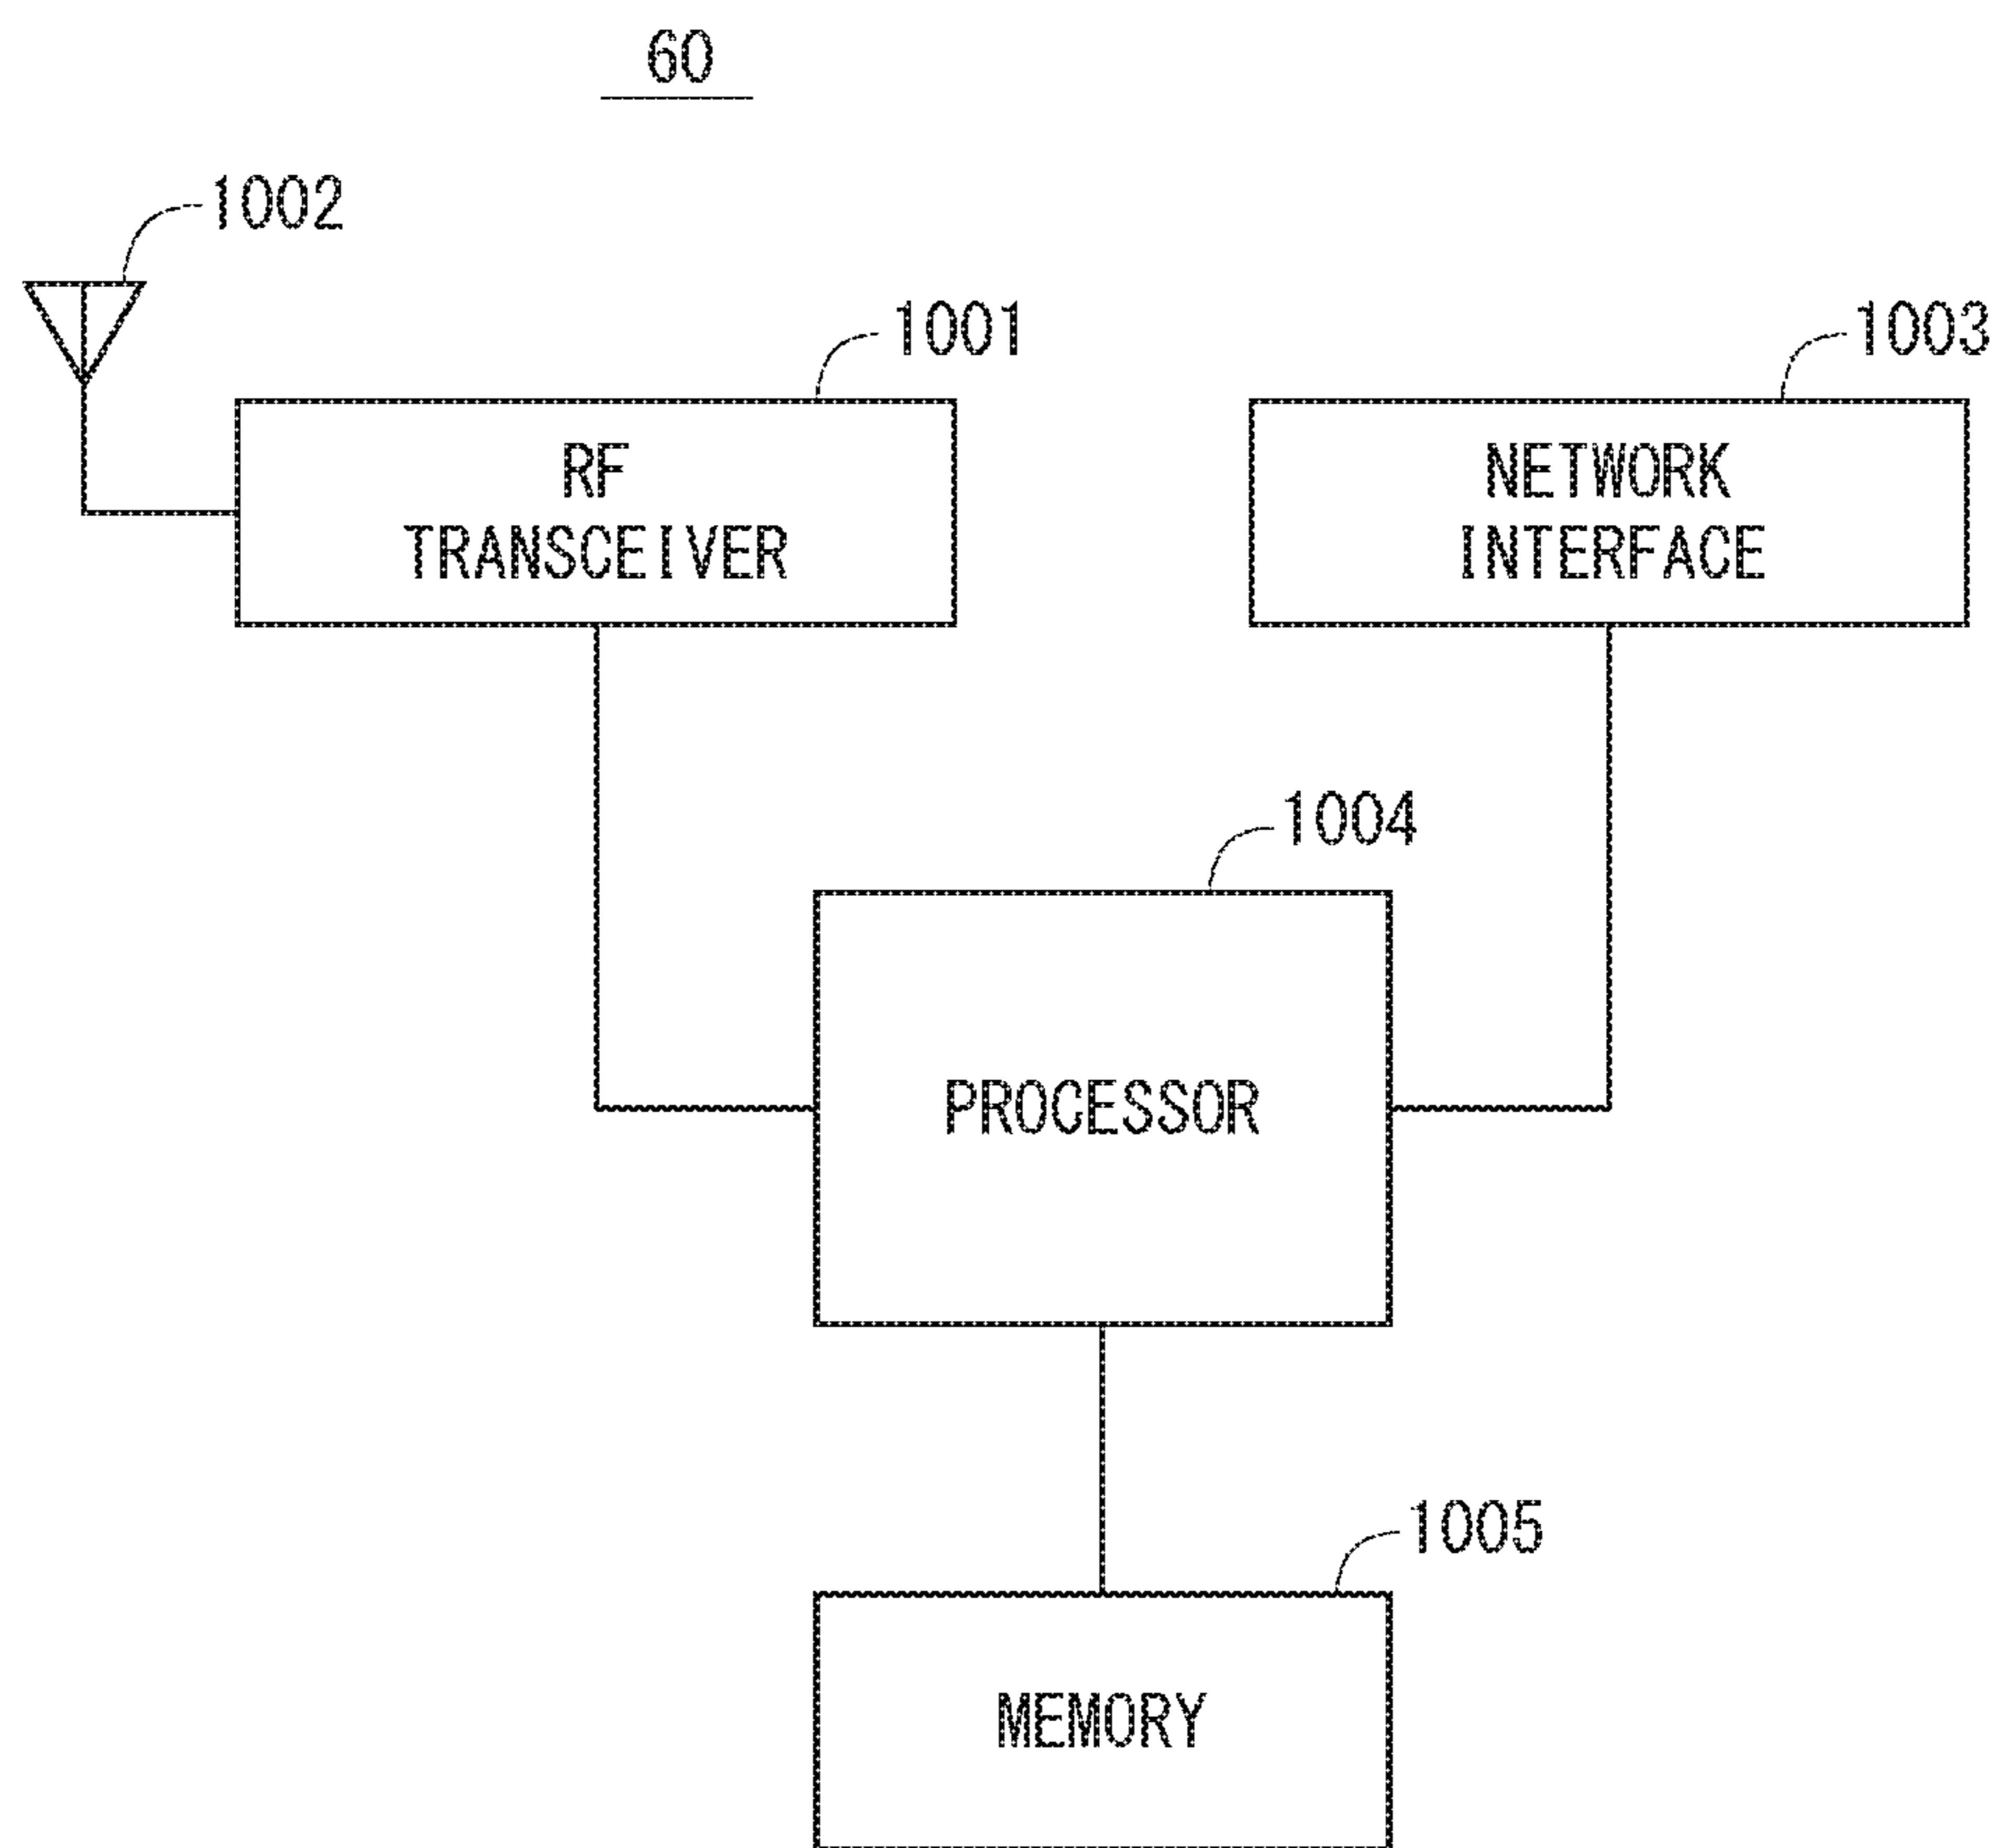 60
1002
1001
1003
RF
TRANSCEIVER
NETWORK
INTERFACE
1004
PROCESSOR
1005
MEMORY